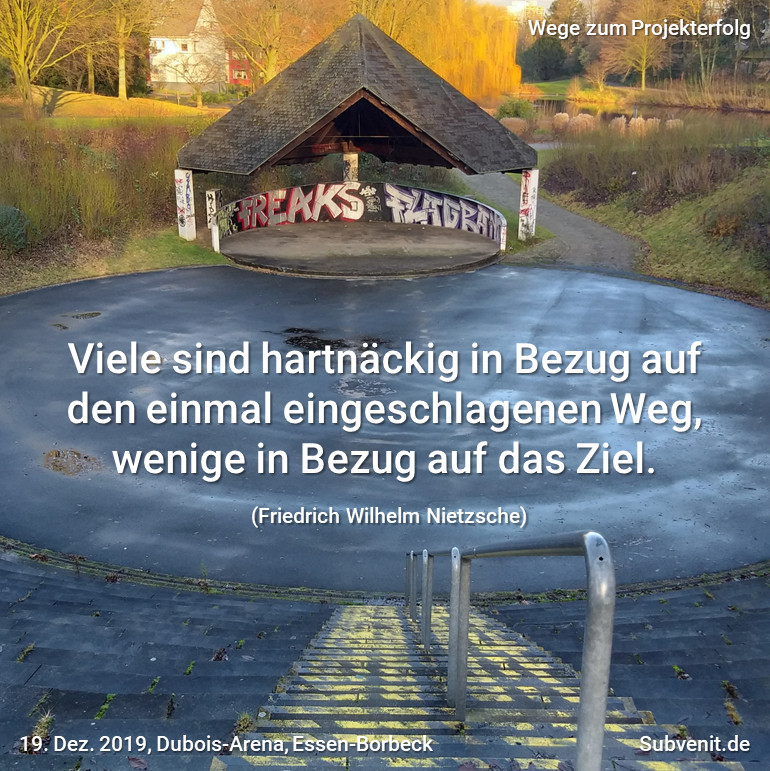 Wege zum Projekterfolg
FREAKS
Viele sind hartnäckig in Bezug auf
den einmal eingeschlagenen Weg,
wenige in Bezug auf das Ziel.
(Friedrich Wilhelm Nietzsche)
19. Dez. 2019, Dubois-Arena, Essen-Borbeck
Subvenit.de